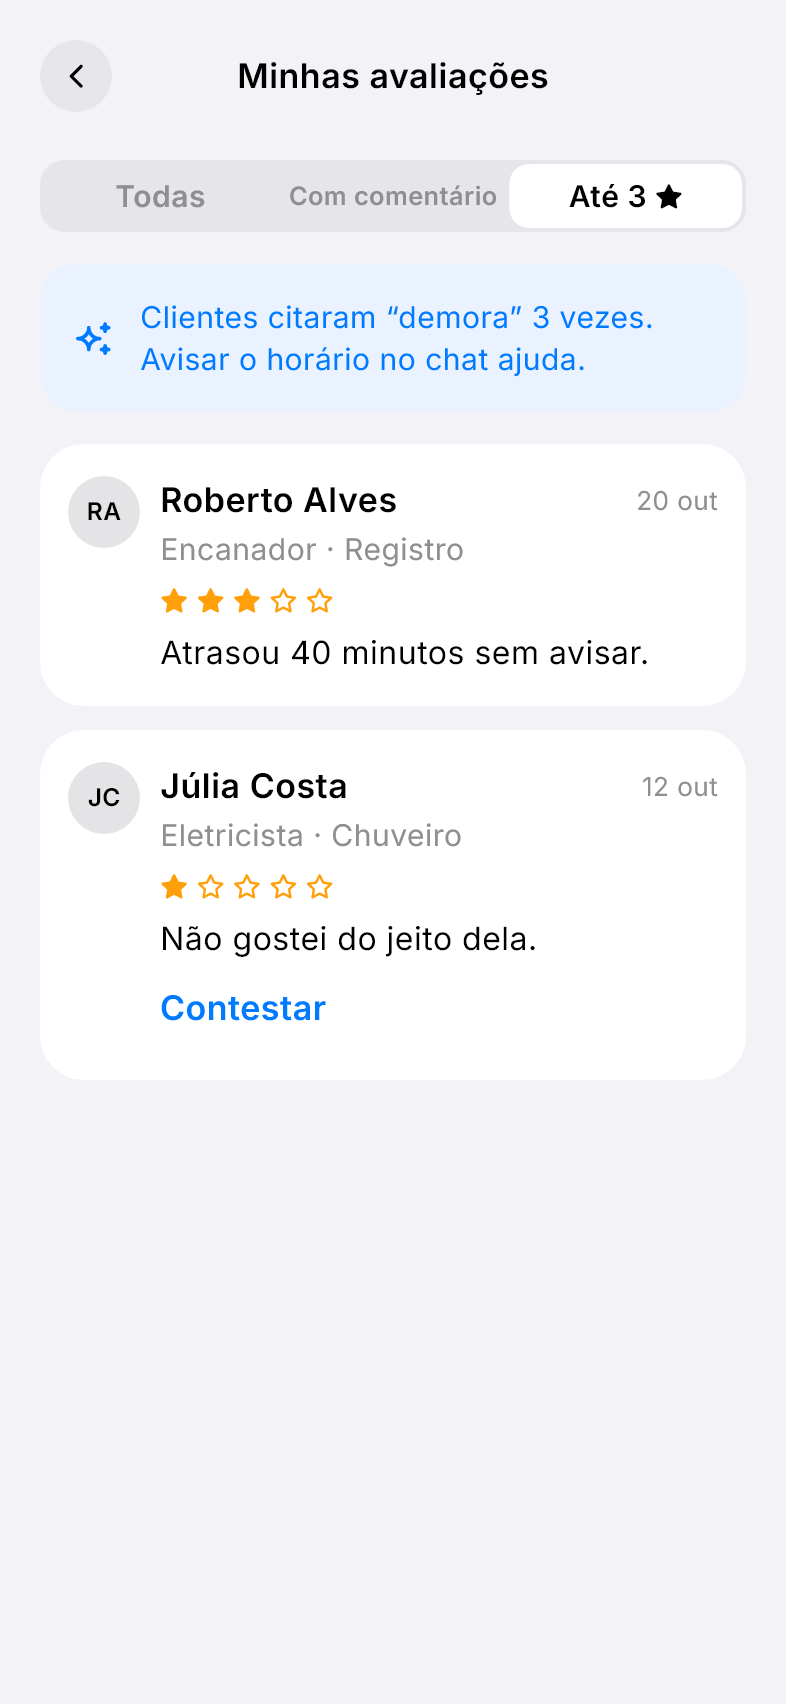 Minhas avaliações
Todas
Com comentário
Até 3 ★
Clientes citaram “demora” 3 vezes.
Avisar o horário no chat ajuda.
RA
Roberto Alves
20 out
Encanador · Registro
Atrasou 40 minutos sem avisar.
JC
Júlia Costa
12 out
Eletricista · Chuveiro
Não gostei do jeito dela.
Contestar